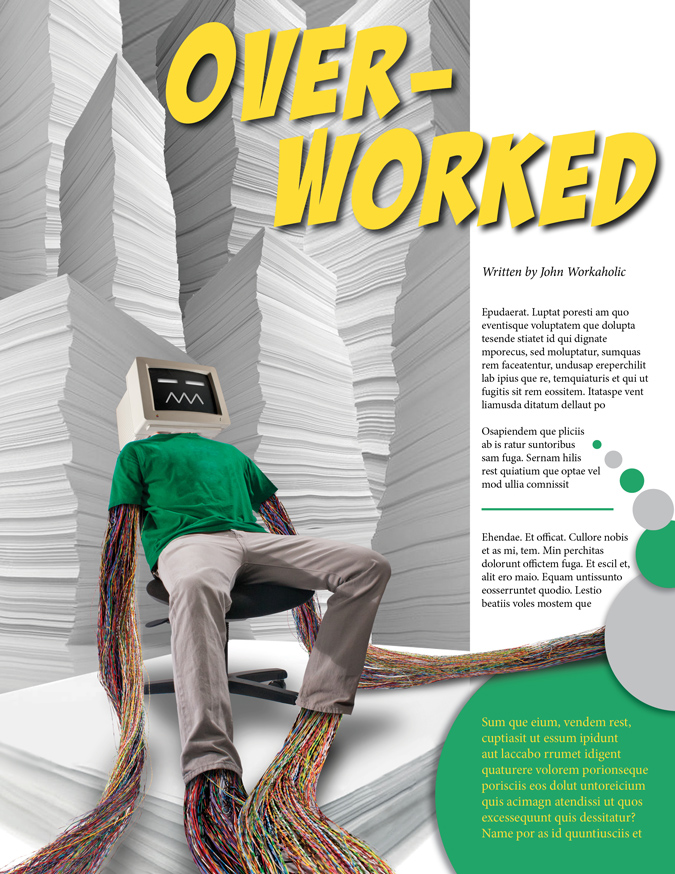 OVER-
WORKED
Written by John Workaholic
Epudaerat. Luptat poresti am quo
eventisque voluptatem que dolupta
tesende stiatet id qui dignate
mporecus, sed moluptatur, sumquas
rem faceatentur, undusap ereperchilit
lab ipius que re, temquiaturis et qui ut
fugitis sit rem eossitem. Itataspe vent
liamusda ditatum dellaut po
Osapiendem que pliciis
ab is ratur suntoribus
sam fuga. Sernam hilis
rest quiatium que optae vel
mod ullia comnissit
Ehendae. Et officat. Cullore nobis
et as mi, tem. Min perchitas
dolorunt offictem fuga. Et escil et,
alit ero maio. Equam untissunto
eosserruntet quodio. Lestio
beatiis voles mostem que
Sum que eium, vendem rest,
cuptiasit ut essum ipidunt
aut laccabo rrumet idigent
quaturere volorem porionseque
porisciis eos dolut untoreicium
quis acimagn atendissi ut quos
excessequunt quis dessitatur?
Name por as id quuntiusciis et